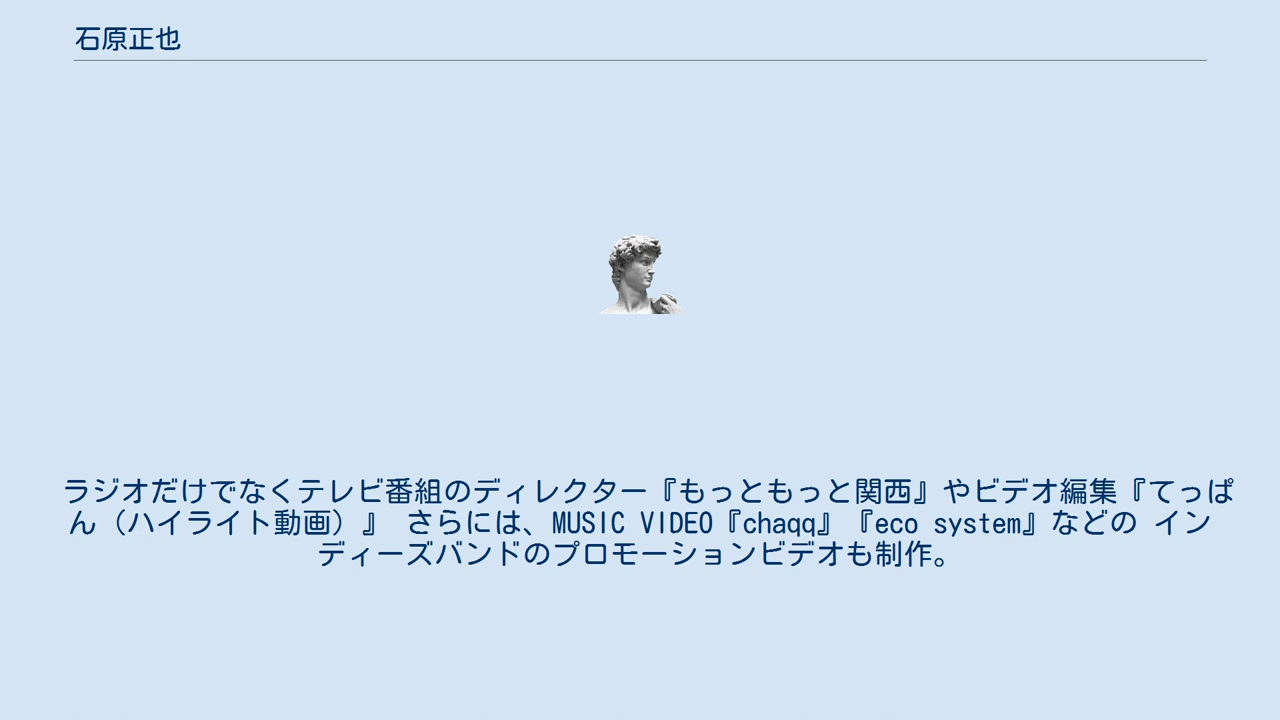 石原正也
ラジオだけでなくテレビ番組のディレクター『もっともっと関西』やビデオ編集『てっぱ
ん（ハイライト動画）』 さらには、MUSIC VIDEO『chaqq』『eco system』などの イン
ディーズバンドのプロモーションビデオも制作。